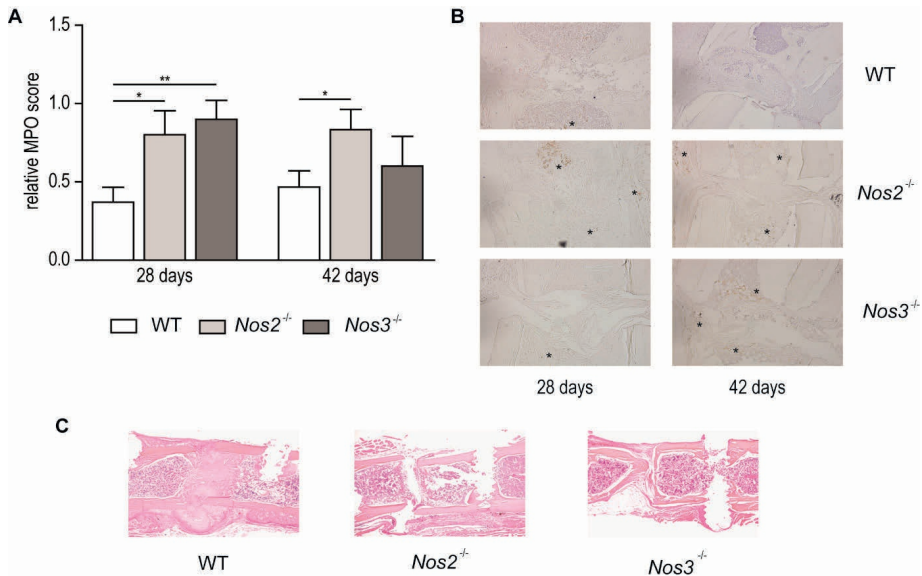 A
relative MPO score
1.5
1.0
0.5
0.0
**
*
*
28 days
42 days
WT
Nos2-/-
Nos3-/-
B
WT
Nos2-/-
Nos3-/-
28 days
42 days
C
WT
Nos2-/-
Nos3-/-